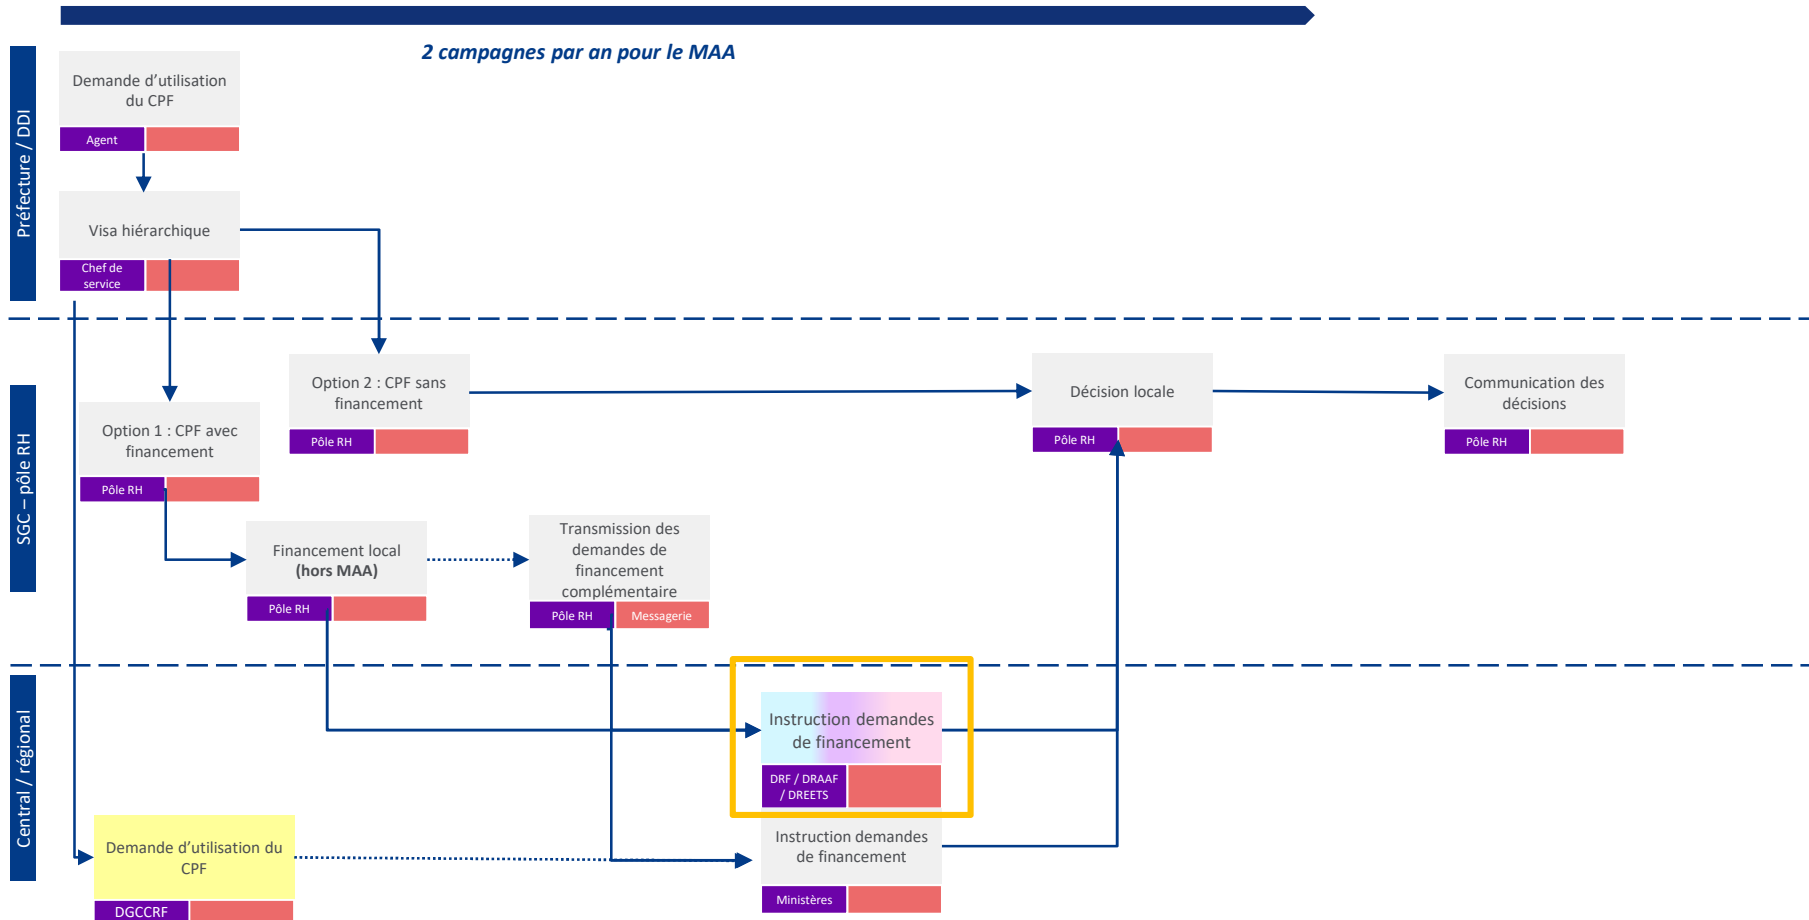 2 campagnes par an pour le MAA
Préfecture / DDI
Demande d'utilisation
du CPF
Agent
Visa hiérarchique
Chef de
service
SGC – pôle RH
Option 1 : CPF avec
financement
Pôle RH
Option 2 : CPF sans
financement
Pôle RH
Décision locale
Pôle RH
Communication des
décisions
Pôle RH
Financement local
(hors MAA)
Pôle RH
Transmission des
demandes de
financement
complémentaire
Pôle RH
Messagerie
Central / régional
Instruction demandes
de financement
DRF / DRAAF
/ DREETS
Demande d'utilisation du
CPF
DGCCRF
Instruction demandes
de financement
Ministères